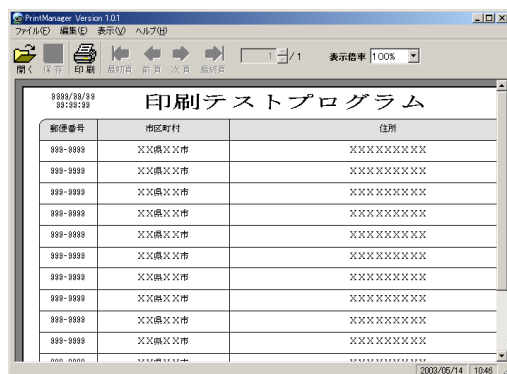 PrintManager Version 1.0.1
ファイル(F) 編集(E) 表示(V) ヘルプ(H)
開く 保存 印刷 最初頁 前頁 次頁 最終頁 1 /1 表示倍率 100%
9999/99/99 印刷テストプログラム
99:99:99
郵便番号 市区町村 住所
999-9999 XX県XX市 XXXXXXXXX
999-9999 XX県XX市 XXXXXXXXX
999-9999 XX県XX市 XXXXXXXXX
999-9999 XX県XX市 XXXXXXXXX
999-9999 XX県XX市 XXXXXXXXX
999-9999 XX県XX市 XXXXXXXXX
999-9999 XX県XX市 XXXXXXXXX
999-9999 XX県XX市 XXXXXXXXX
999-9999 XX県XX市 XXXXXXXXX
999-9999 XX県XX市 XXXXXXXXX
2003/05/14 10:46